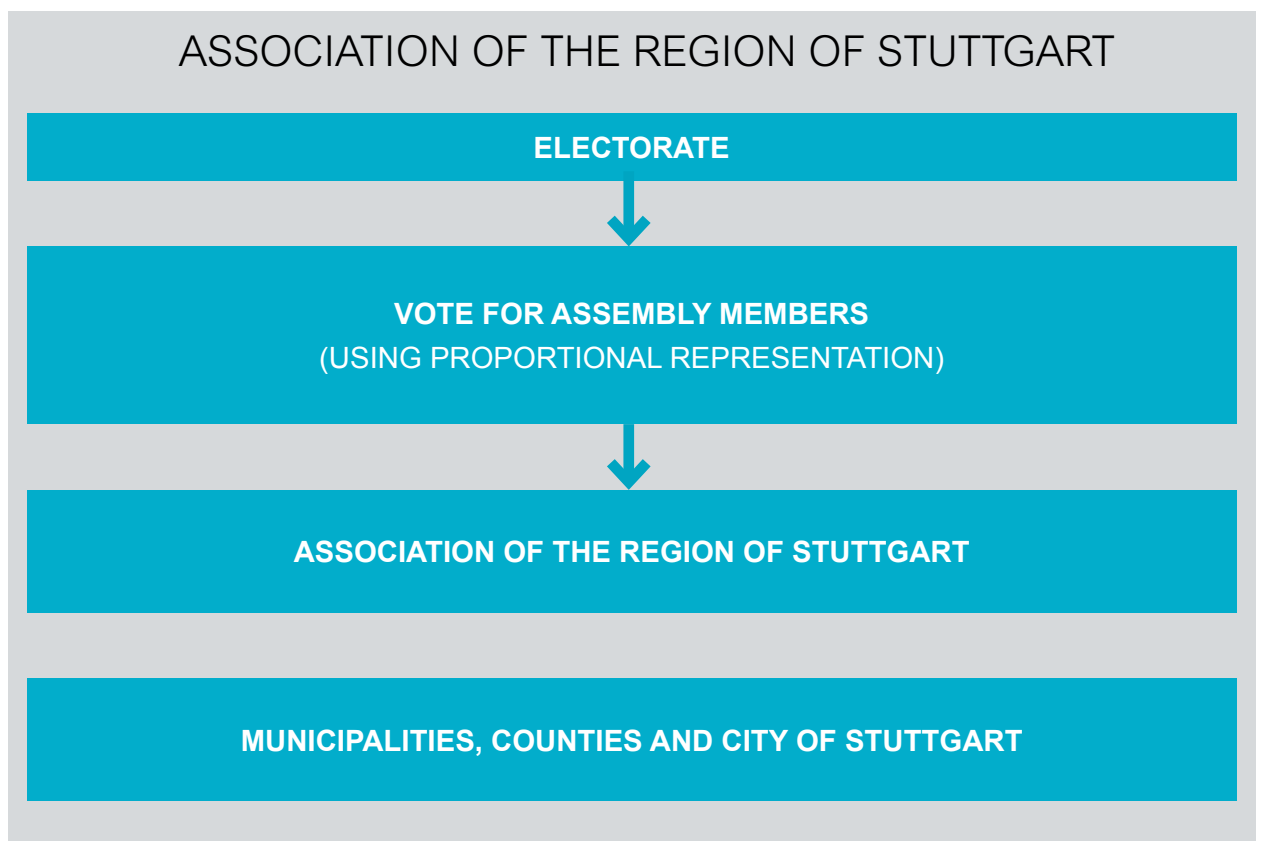 ASSOCIATION OF THE REGION OF STUTTGART
ELECTORATE
VOTE FOR ASSEMBLY MEMBERS
(USING PROPORTIONAL REPRESENTATION)
ASSOCIATION OF THE REGION OF STUTTGART
MUNICIPALITIES, COUNTIES AND CITY OF STUTTGART